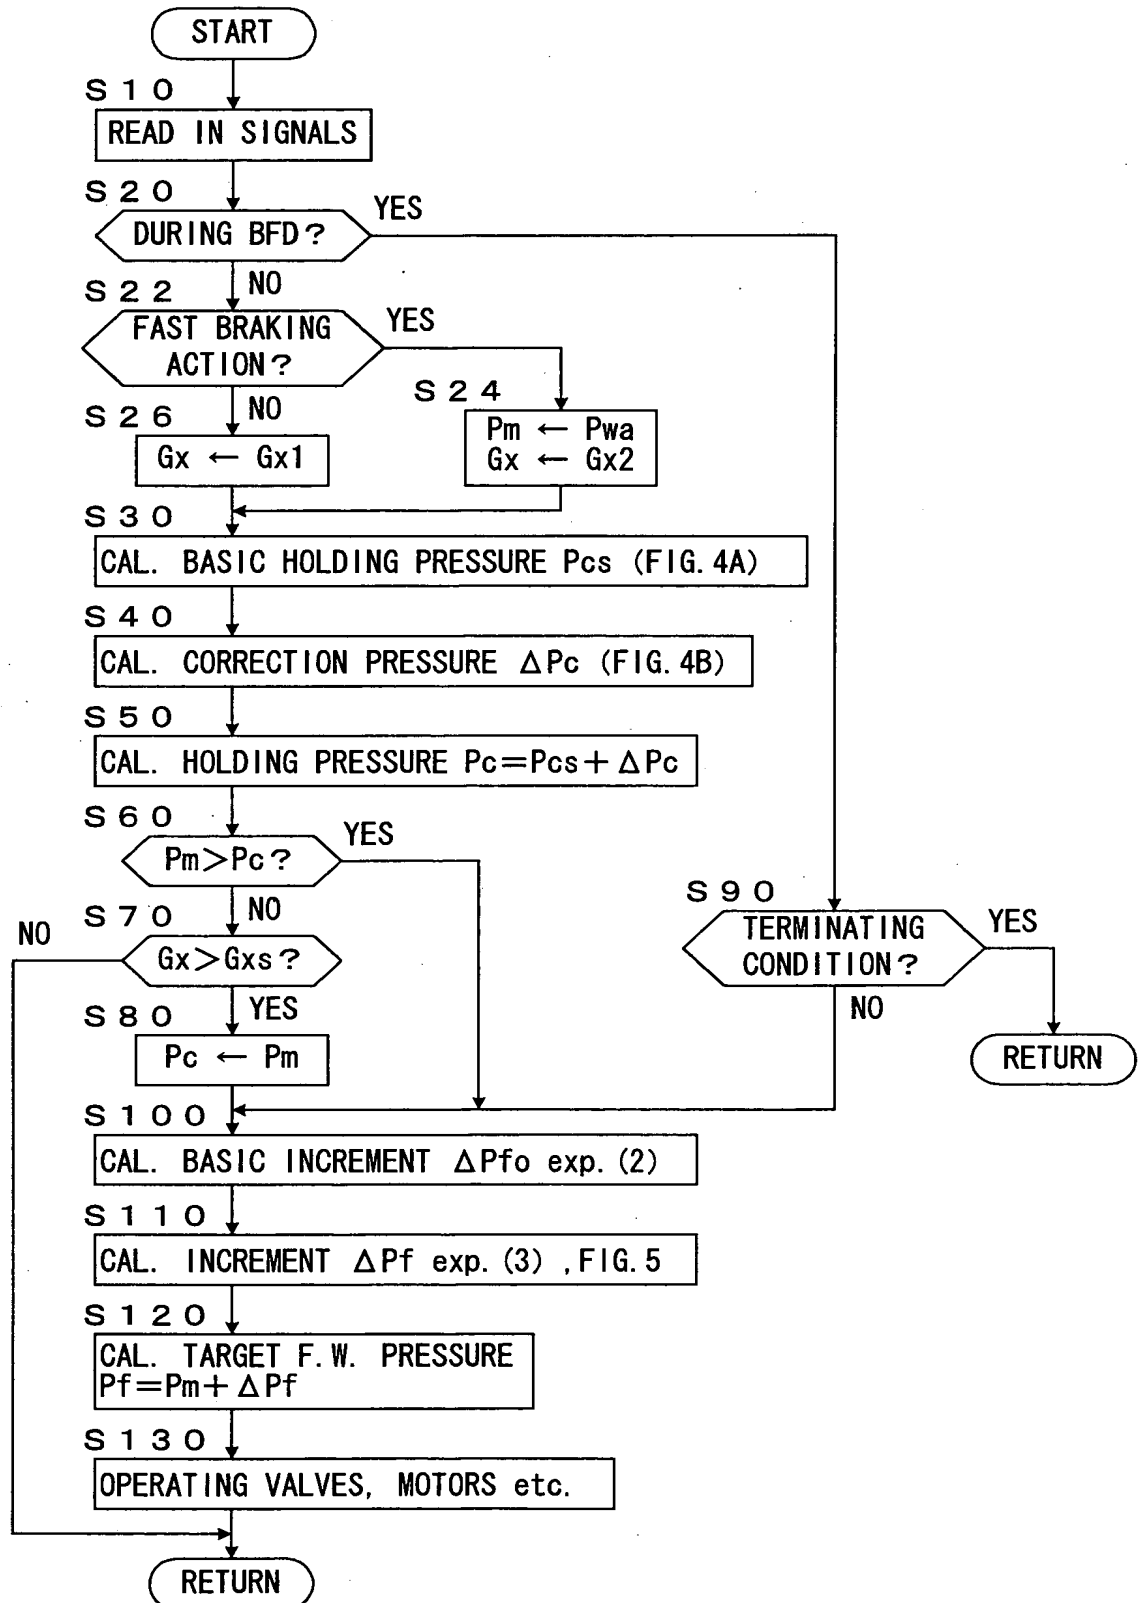 START
S10
READ IN SIGNALS
S20
DURING BFD?
YES
NO
S22
FAST BRAKING
ACTION?
YES
NO
S24
Pm ← Pwa
Gx ← Gx2
S26
Gx ← Gx1
S30
CAL. BASIC HOLDING PRESSURE Pcs (FIG. 4A)
S40
CAL. CORRECTION PRESSURE ΔPc (FIG. 4B)
S50
CAL. HOLDING PRESSURE Pc=Pcs+ΔPc
S60
Pm>Pc?
YES
NO
S70
Gx>Gxs?
NO
YES
S80
Pc ← Pm
S90
TERMINATING
CONDITION?
YES
NO
RETURN
S100
CAL. BASIC INCREMENT ΔPfo exp. (2)
S110
CAL. INCREMENT ΔPf exp. (3) ,FIG. 5
S120
CAL. TARGET F.W. PRESSURE
Pf=Pm+ΔPf
S130
OPERATING VALVES, MOTORS etc.
RETURN